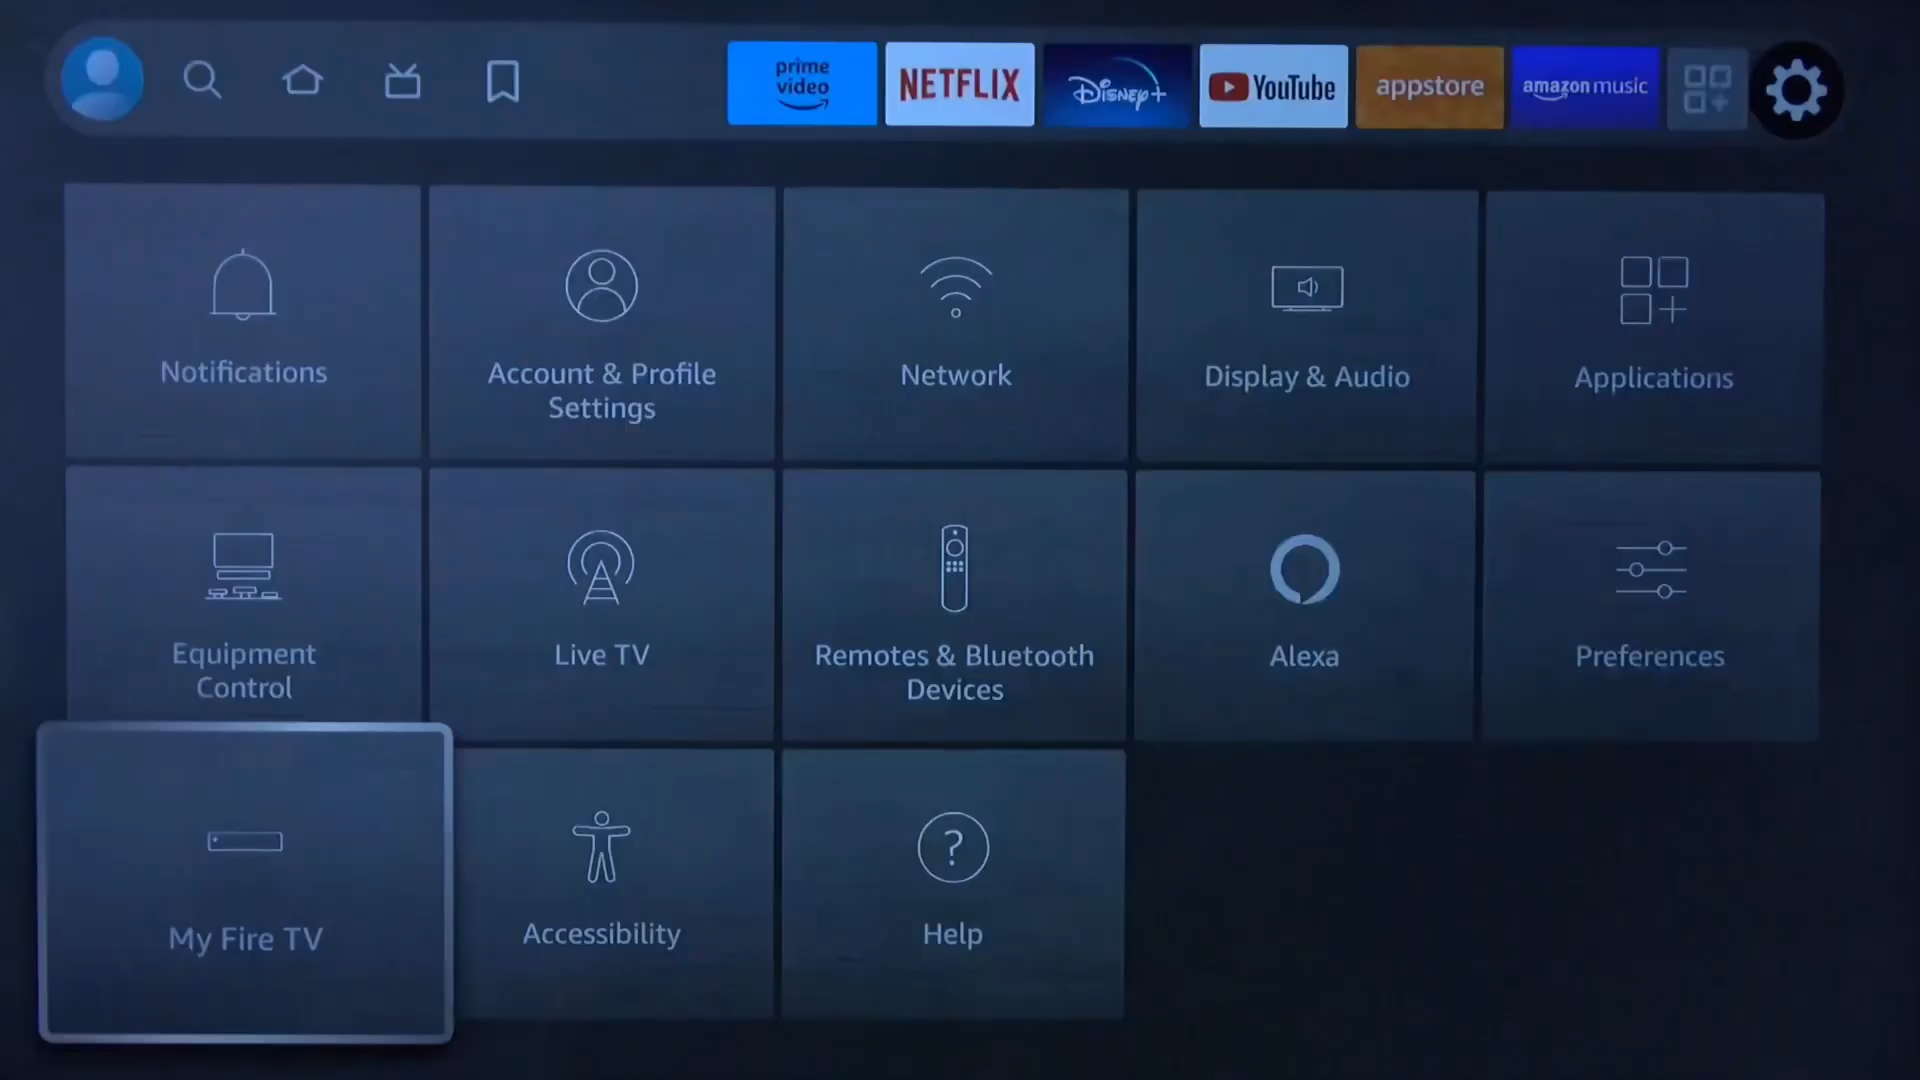 prime video
NETFLIX
Disney+
YouTube
appstore
amazon music
Notifications
Account & Profile
Settings
Network
Display & Audio
Applications
Equipment
Control
Live TV
Remotes & Bluetooth
Devices
Alexa
Preferences
My Fire TV
Accessibility
?
Help